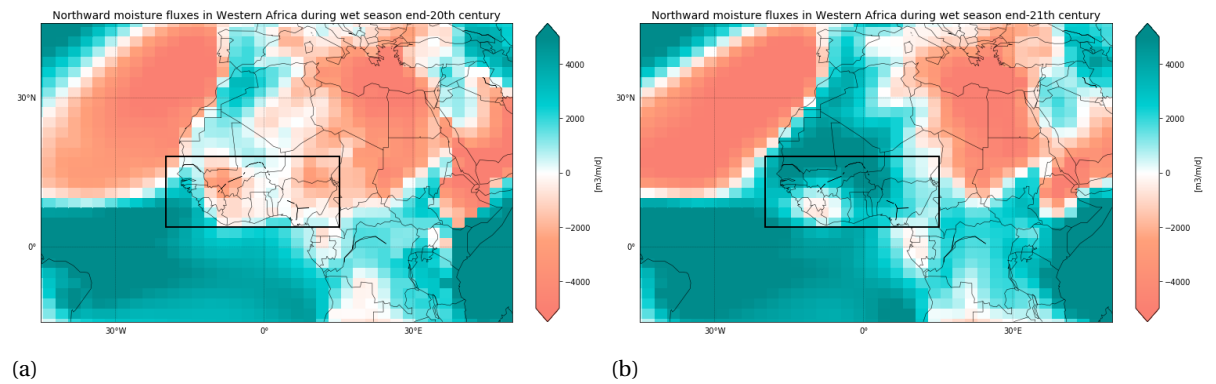 Northward moisture fluxes in Western Africa during wet season end-20th century
30°N
0°
30°W
0°
30°E
4000
2000
0
−2000
−4000
[m3/m/d]
(a)
Northward moisture fluxes in Western Africa during wet season end-21th century
30°N
0°
30°W
0°
30°E
4000
2000
0
−2000
−4000
[m3/m/d]
(b)